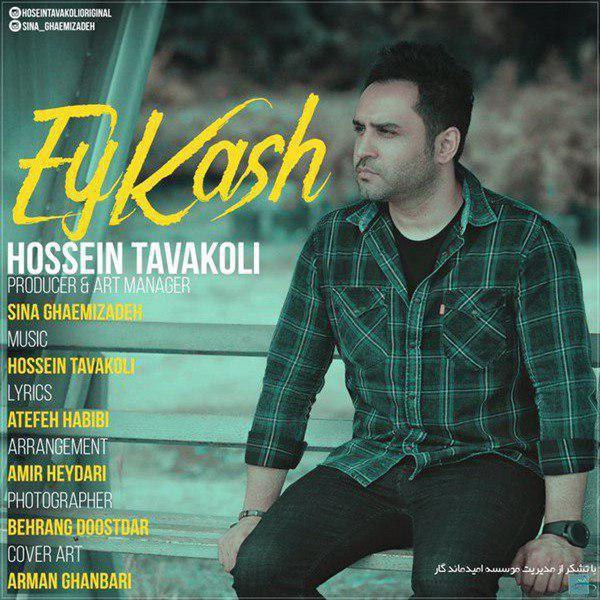 HOSEINTAVAKOLIORIGINAL
SINA_GHAEMIZADEH
Ey Kash
HOSSEIN TAVAKOLI
PRODUCER & ART MANAGER
SINA GHAEMIZADEH
MUSIC
HOSSEIN TAVAKOLI
LYRICS
ATEFEH HABIBI
ARRANGEMENT
AMIR HEYDARI
PHOTOGRAPHER
BEHRANG DOOSTDAR
COVER ART
ARMAN GHANBARI
با تشکر از مدیریت موسسه امیدماندگار